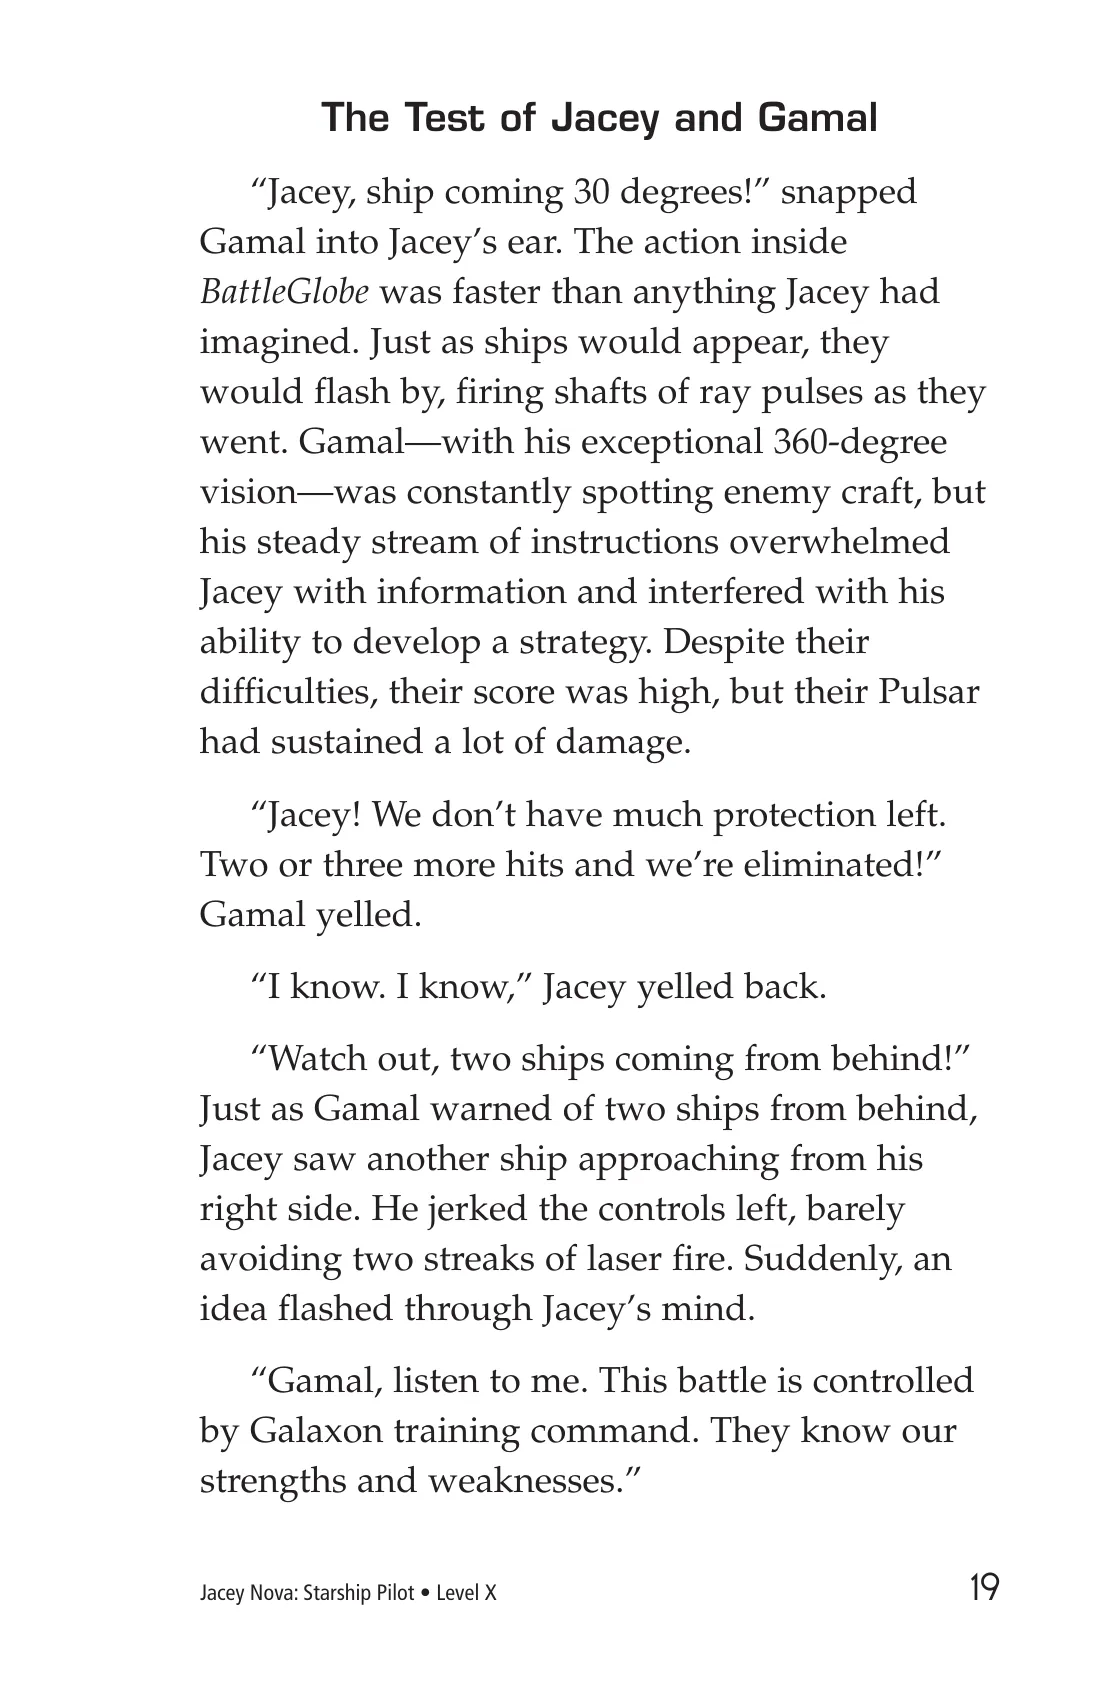 The Test of Jacey and Gamal
“Jacey, ship coming 30 degrees!” snapped
Gamal into Jacey’s ear. The action inside
BattleGlobe was faster than anything Jacey had
imagined. Just as ships would appear, they
would flash by, firing shafts of ray pulses as they
went. Gamal—with his exceptional 360-degree
vision—was constantly spotting enemy craft, but
his steady stream of instructions overwhelmed
Jacey with information and interfered with his
ability to develop a strategy. Despite their
difficulties, their score was high, but their Pulsar
had sustained a lot of damage.
“Jacey! We don’t have much protection left.
Two or three more hits and we’re eliminated!”
Gamal yelled.
“I know. I know,” Jacey yelled back.
“Watch out, two ships coming from behind!”
Just as Gamal warned of two ships from behind,
Jacey saw another ship approaching from his
right side. He jerked the controls left, barely
avoiding two streaks of laser fire. Suddenly, an
idea flashed through Jacey’s mind.
“Gamal, listen to me. This battle is controlled
by Galaxon training command. They know our
strengths and weaknesses.”
Jacey Nova: Starship Pilot • Level X
19